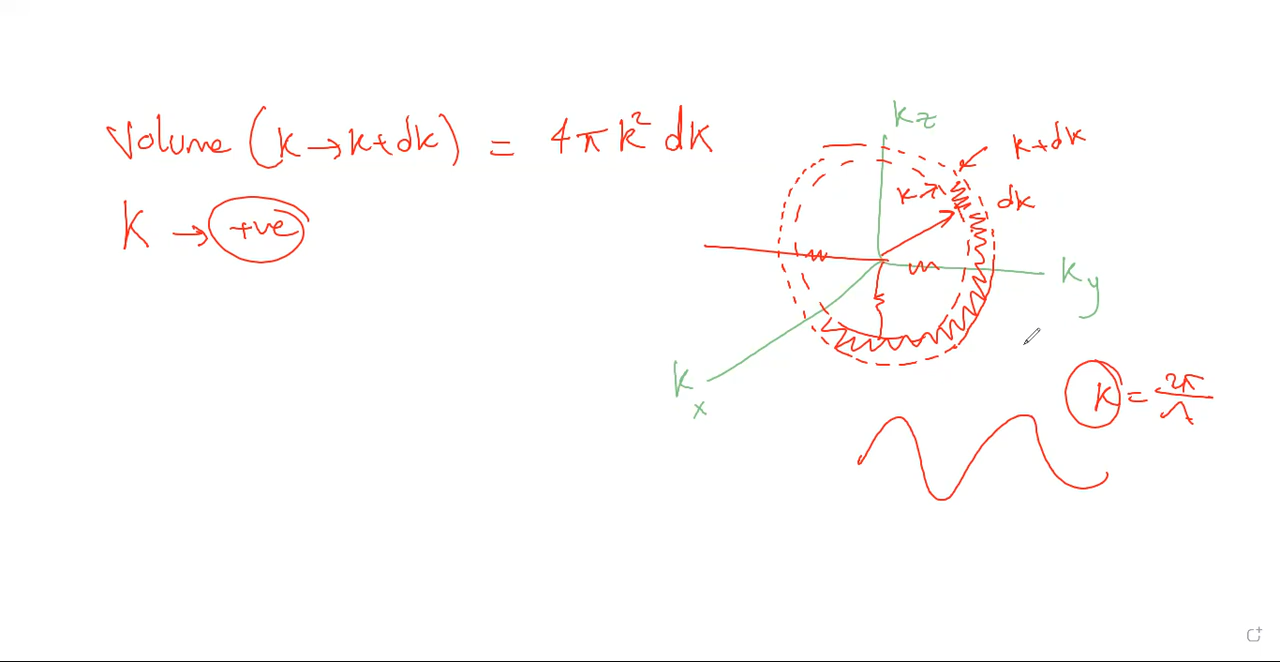 Volume (k→k+dk) = 4πk² dk
k → +ve
kz
k+dk
k
dk
ky
kx
k = 2π/λ